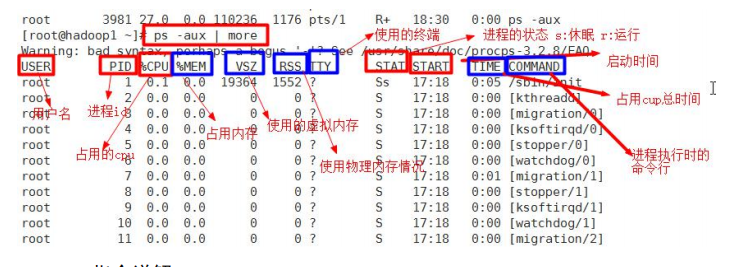 root 3981 27.0 0.0 110236 1176 pts/1 R+ 18:30 0:00 ps -aux
[root@hadoop1 ~]# ps -aux | more
使用的终端
进程的状态 s:休眠 r:运行
Warning: bad syntax, perhaps a bogus '-'? See /usr/share/doc/procps-3.2.8/FAQ
启动时间
USER PID %CPU %MEM VSZ RSS TTY STAT START TIME COMMAND
root 1 0.1 0.0 19364 1552 ? Ss 17:18 0:05 /sbin/init
占用cup总时间
root 2 0.0 0.0 0 0 ? S 17:18 0:00 [kthreadd]
用户名 进程id
root 3 0.0 0.0 0 0 ? S 17:18 0:00 [migration/0]
占用内存 使用的虚拟内存
root 4 0.0 0.0 0 0 ? S 17:18 0:00 [ksoftirqd/0]
root 5 0.0 0.0 0 0 ? S 17:18 0:00 [stopper/0]
占用的cpu
进程执行时的
命令行
root 6 0.0 0.0 0 0 ? S 17:18 0:00 [watchdog/0]
使用物理内存情况
root 7 0.0 0.0 0 0 ? S 17:18 0:01 [migration/1]
root 8 0.0 0.0 0 0 ? S 17:18 0:00 [stopper/1]
root 9 0.0 0.0 0 0 ? S 17:18 0:00 [ksoftirqd/1]
root 10 0.0 0.0 0 0 ? S 17:18 0:00 [watchdog/1]
root 11 0.0 0.0 0 0 ? S 17:18 0:00 [migration/2]